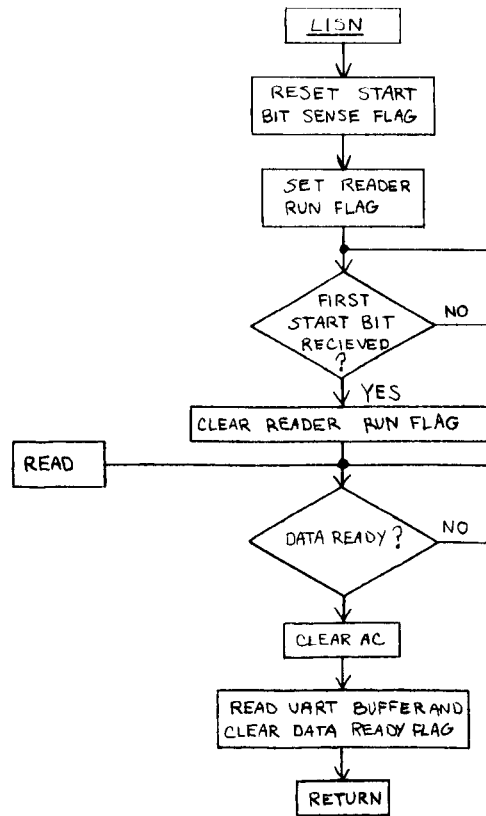 LISN
RESET START
BIT SENSE FLAG
SET READER
RUN FLAG
FIRST
START BIT
RECIEVED
?
NO
YES
CLEAR READER RUN FLAG
READ
DATA READY?
NO
CLEAR AC
READ UART BUFFER AND
CLEAR DATA READY FLAG
RETURN